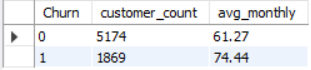 Churn customer_count avg_monthly
0 5174 61.27
1 1869 74.44